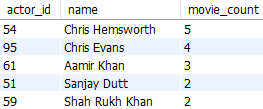 actor_id name movie_count
54 Chris Hemsworth 5
95 Chris Evans 4
61 Aamir Khan 3
51 Sanjay Dutt 2
59 Shah Rukh Khan 2